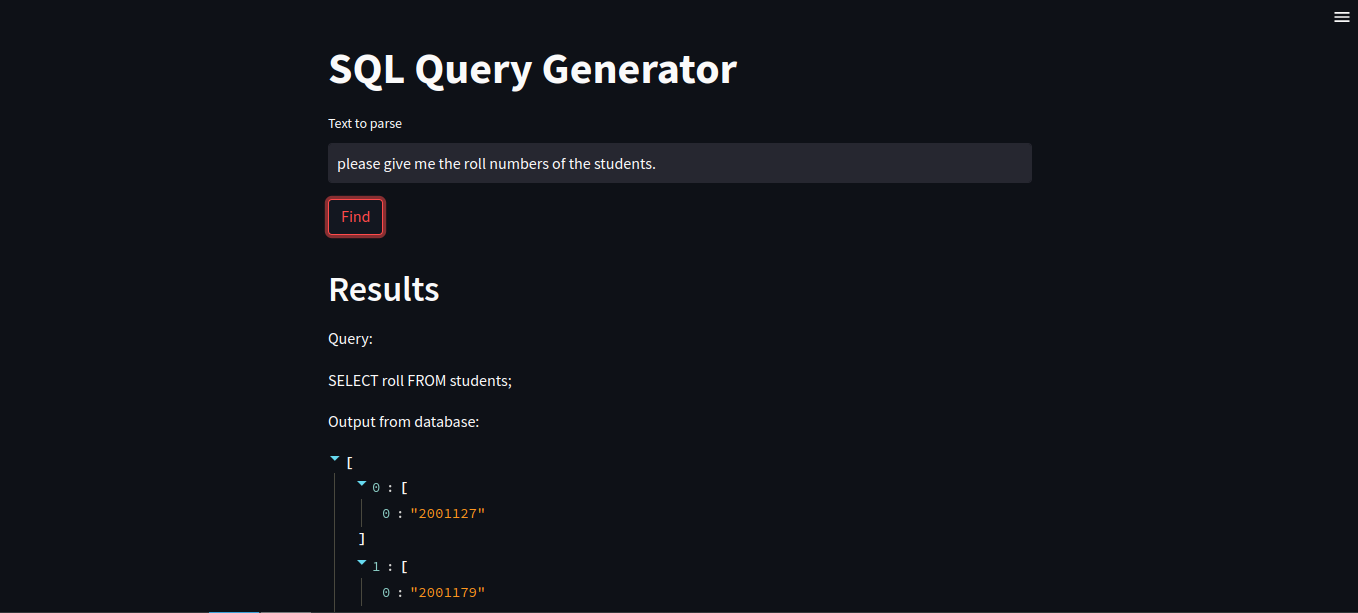 SQL Query Generator
Text to parse
please give me the roll numbers of the students.
Find
Results
Query:
SELECT roll FROM students;
Output from database:
[
0 : [
0 : "2001127"
]
1 : [
0 : "2001179"